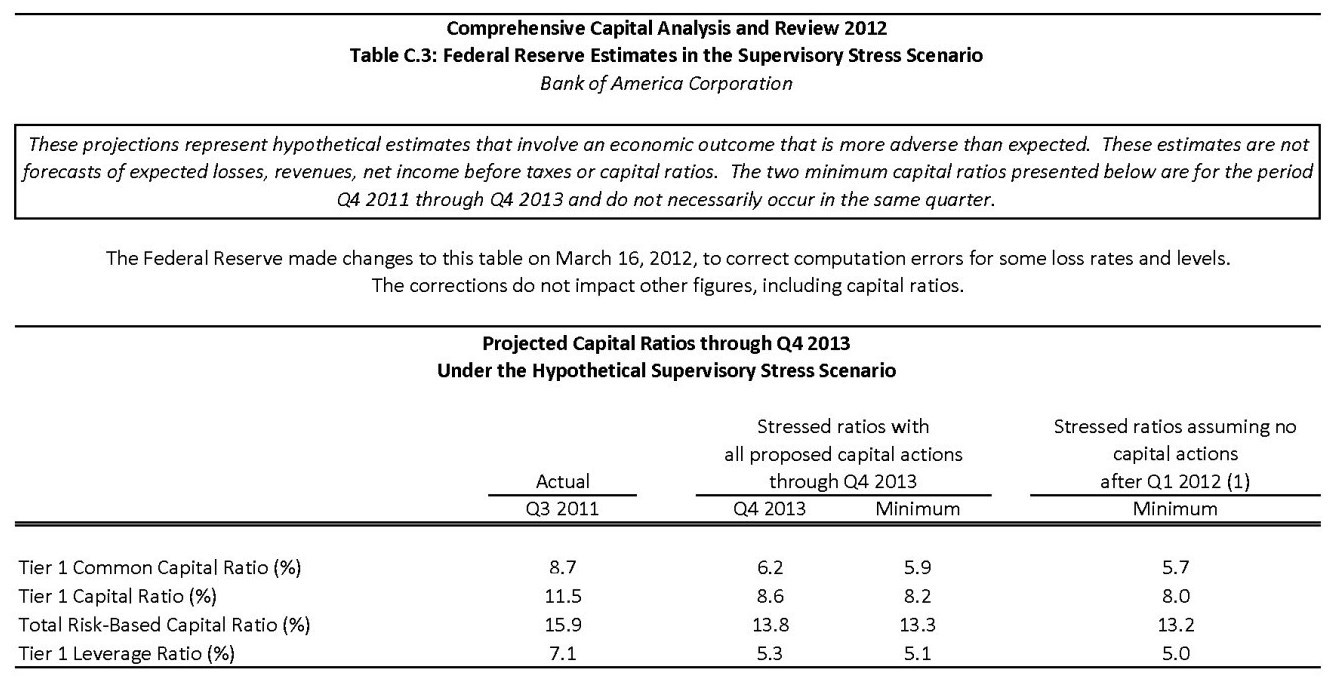 Comprehensive Capital Analysis and Review 2012
Table C.3: Federal Reserve Estimates in the Supervisory Stress Scenario
Bank of America Corporation
These projections represent hypothetical estimates that involve an economic outcome that is more adverse than expected. These estimates are not
forecasts of expected losses, revenues, net income before taxes or capital ratios. The two minimum capital ratios presented below are for the period
Q4 2011 through Q4 2013 and do not necessarily occur in the same quarter.
The Federal Reserve made changes to this table on March 16, 2012, to correct computation errors for some loss rates and levels.
The corrections do not impact other figures, including capital ratios.
Projected Capital Ratios through Q4 2013
Under the Hypothetical Supervisory Stress Scenario
Stressed ratios with Stressed ratios assuming no
all proposed capital actions capital actions
Actual through Q4 2013 after Q1 2012 (1)
Q3 2011 Q4 2013 Minimum Minimum
Tier 1 Common Capital Ratio (%) 8.7 6.2 5.9 5.7
Tier 1 Capital Ratio (%) 11.5 8.6 8.2 8.0
Total Risk-Based Capital Ratio (%) 15.9 13.8 13.3 13.2
Tier 1 Leverage Ratio (%) 7.1 5.3 5.1 5.0